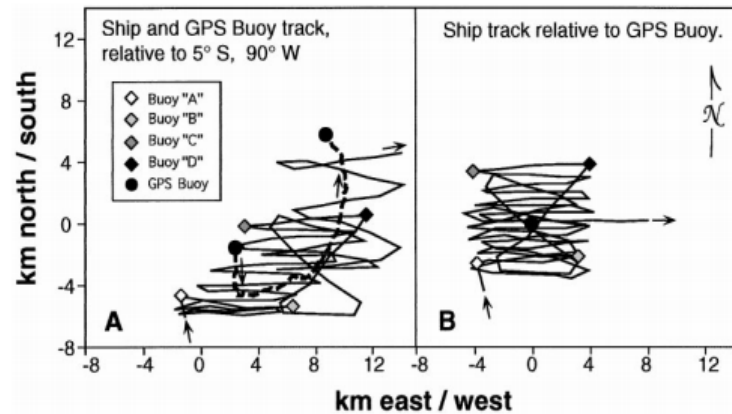 Ship and GPS Buoy track,
relative to 5° S, 90° W
Buoy "A"
Buoy "B"
Buoy "C"
Buoy "D"
GPS Buoy
A
Ship track relative to GPS Buoy.
N
B
km north / south
12
8
4
0
-4
-8
-8 -4 0 4 8 12
-8 -4 0 4 8 12
km east / west